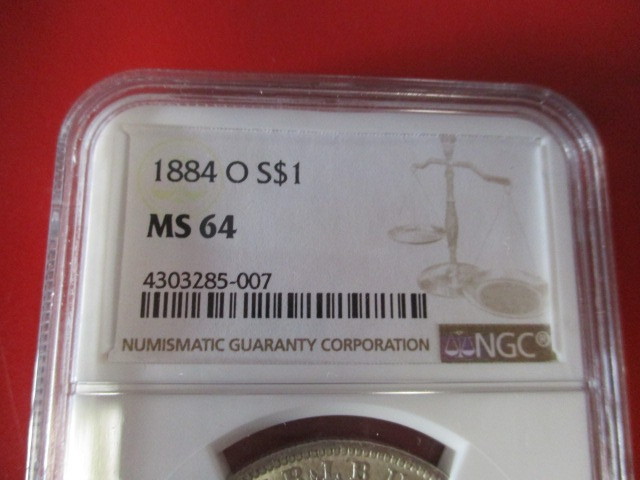 1884 O S$1
MS 64
4303285-007
NUMISMATIC GUARANTY CORPORATION NGC®